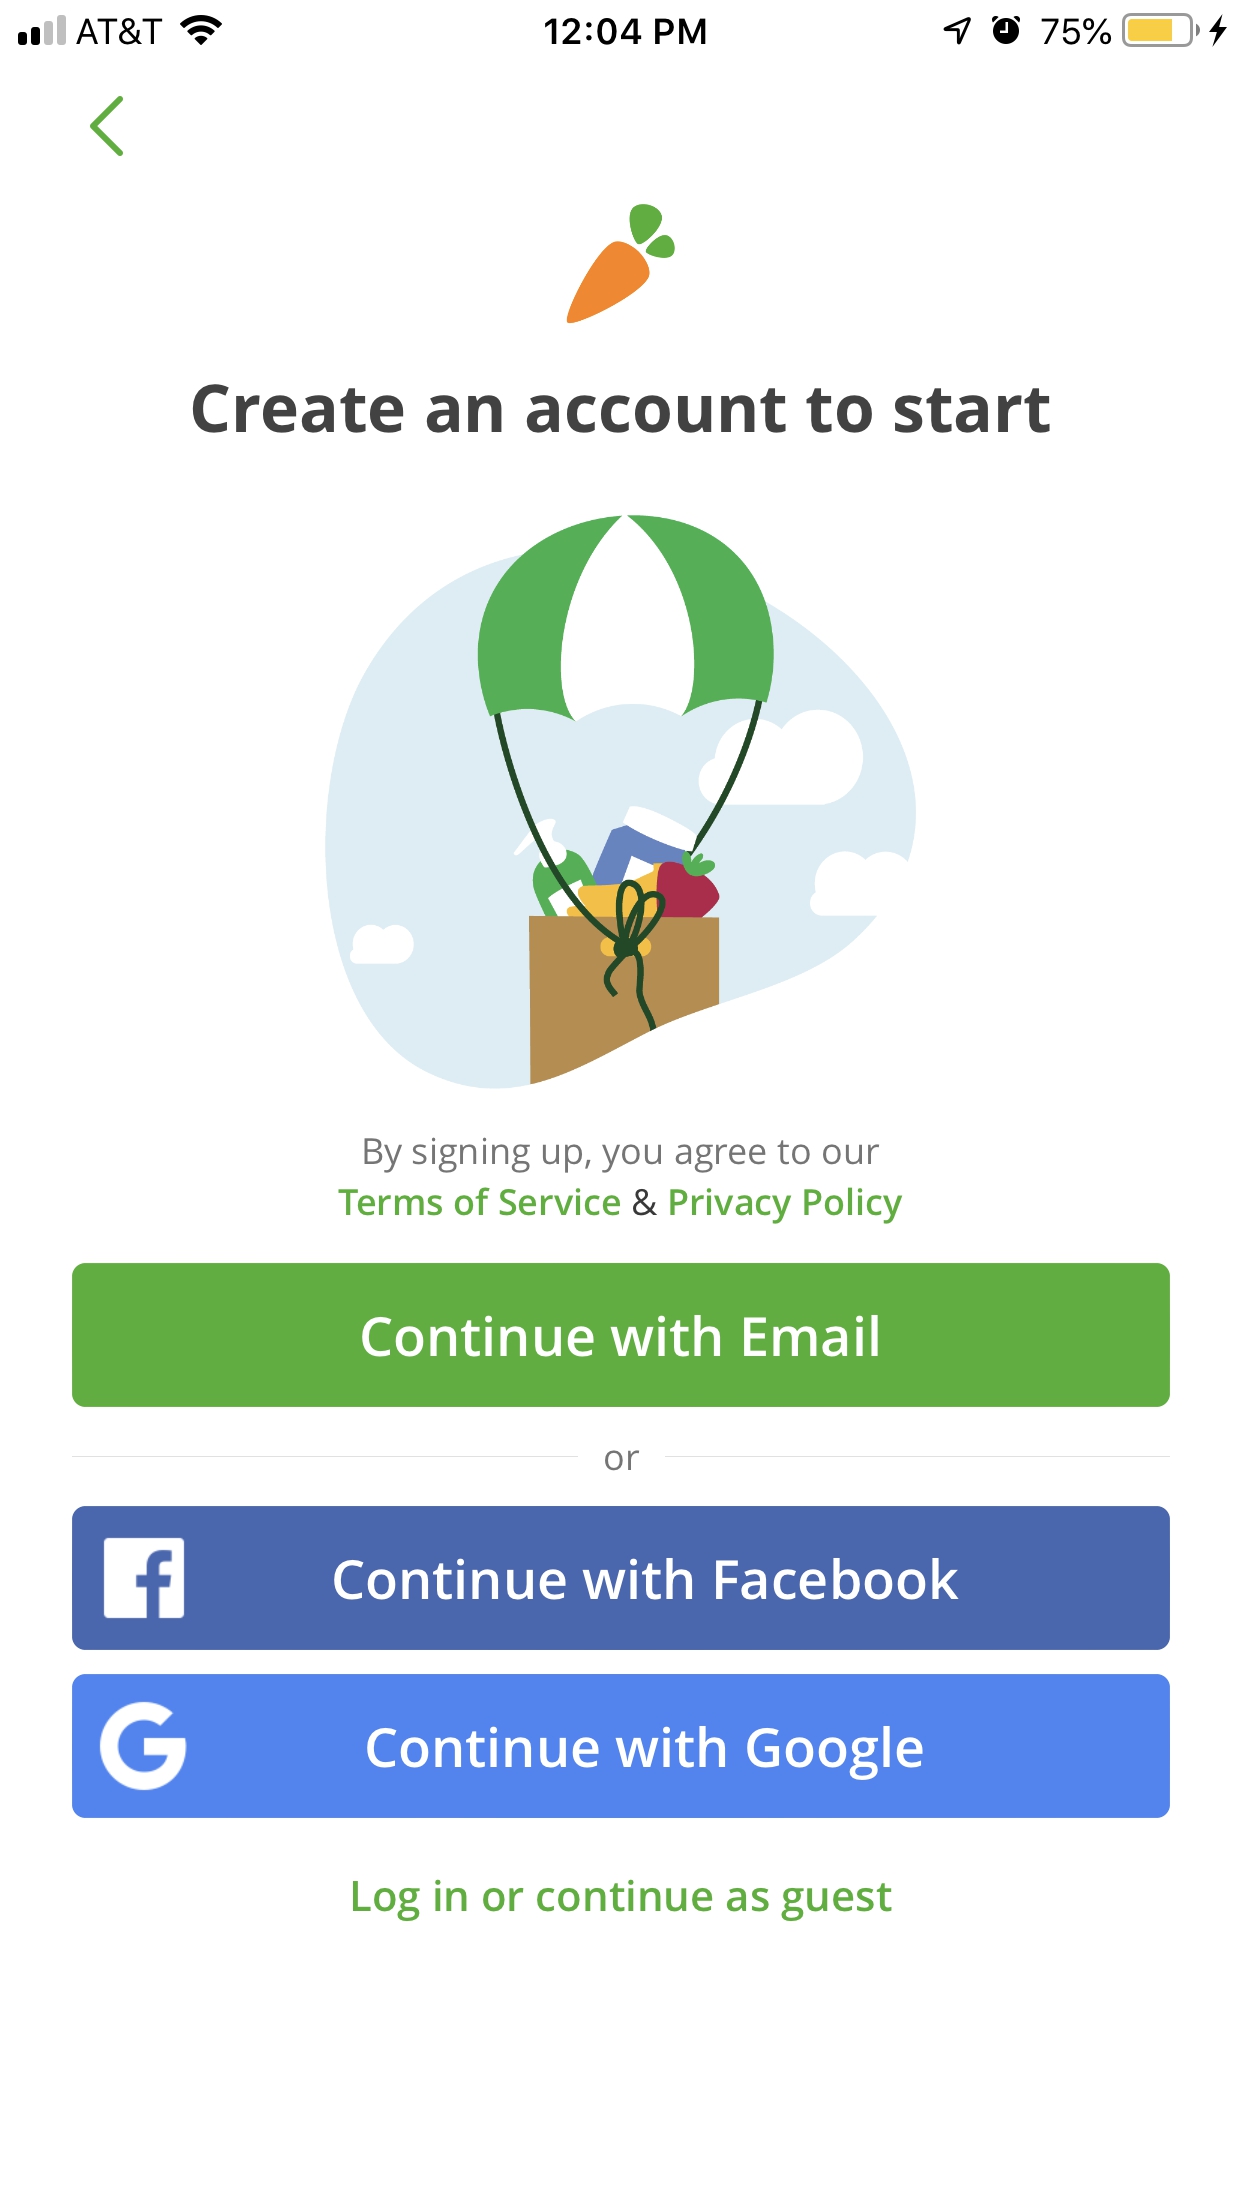 AT&T 12:04 PM 75%
Create an account to start
By signing up, you agree to our
Terms of Service & Privacy Policy
Continue with Email
or
Continue with Facebook
Continue with Google
Log in or continue as guest